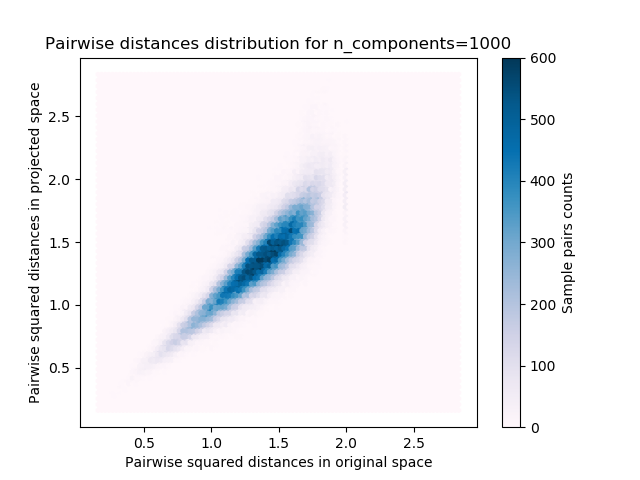 Pairwise distances distribution for n_components=1000
Pairwise squared distances in projected space
2.5
2.0
1.5
1.0
0.5
0.5 1.0 1.5 2.0 2.5
Pairwise squared distances in original space
600
500
400
300
200
100
0
Sample pairs counts